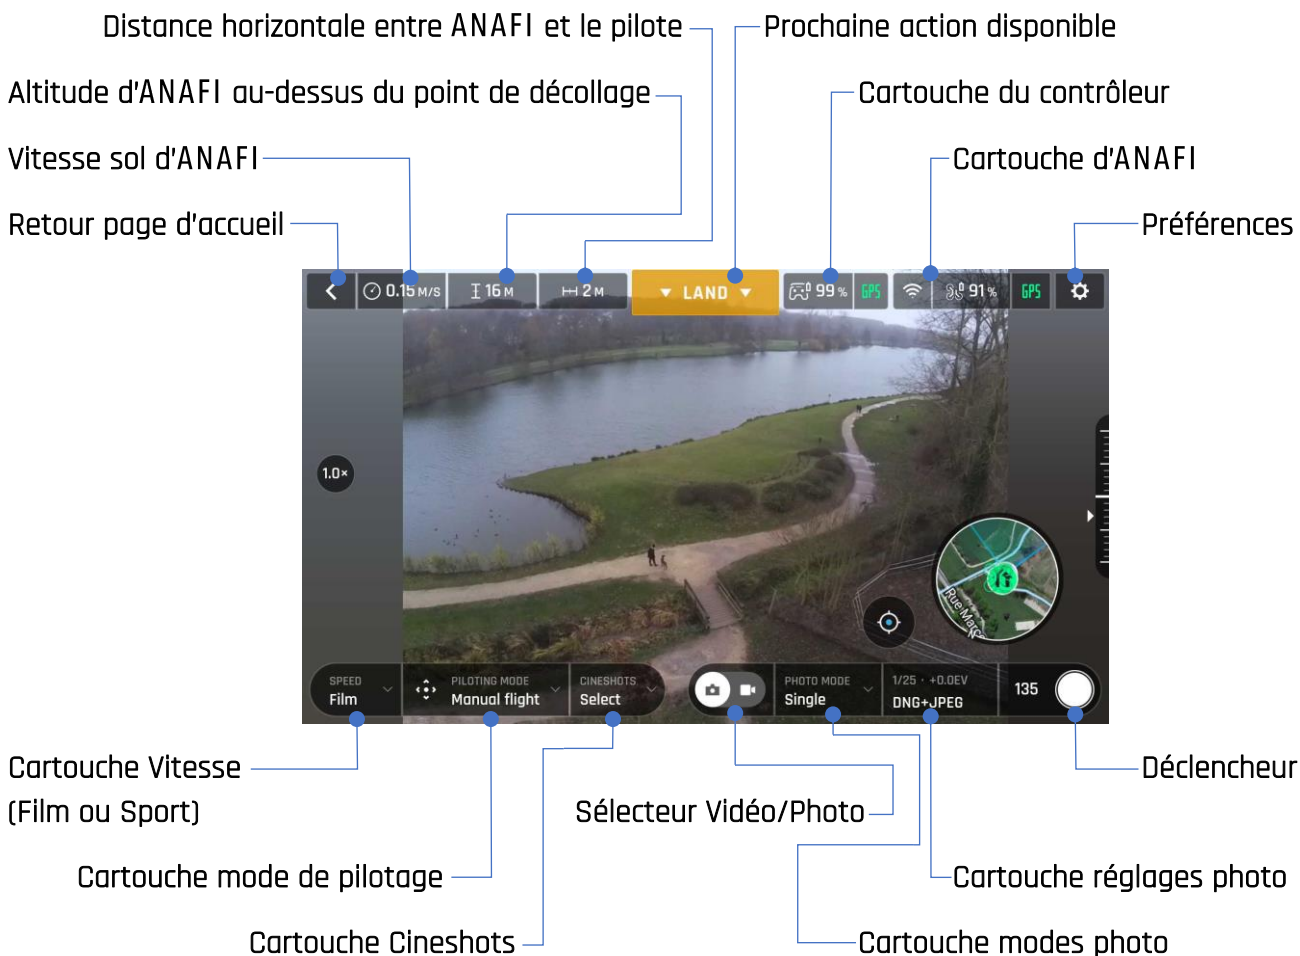 Distance horizontale entre ANAFI et le pilote
Prochaine action disponible
Altitude d'ANAFI au-dessus du point de décollage
Cartouche du contrôleur
Vitesse sol d'ANAFI
Cartouche d'ANAFI
Retour page d'accueil
Préférences
0.15 M/S
16 M
2 M
LAND
99 %
GPS
91 %
GPS
1.0×
Rue Marc
SPEED
Film
PILOTING MODE
Manual flight
CINESHOTS
Select
PHOTO MODE
Single
1/25 · +0.0EV
DNG+JPEG
135
Cartouche Vitesse
(Film ou Sport)
Déclencheur
Sélecteur Vidéo/Photo
Cartouche mode de pilotage
Cartouche réglages photo
Cartouche Cineshots
Cartouche modes photo